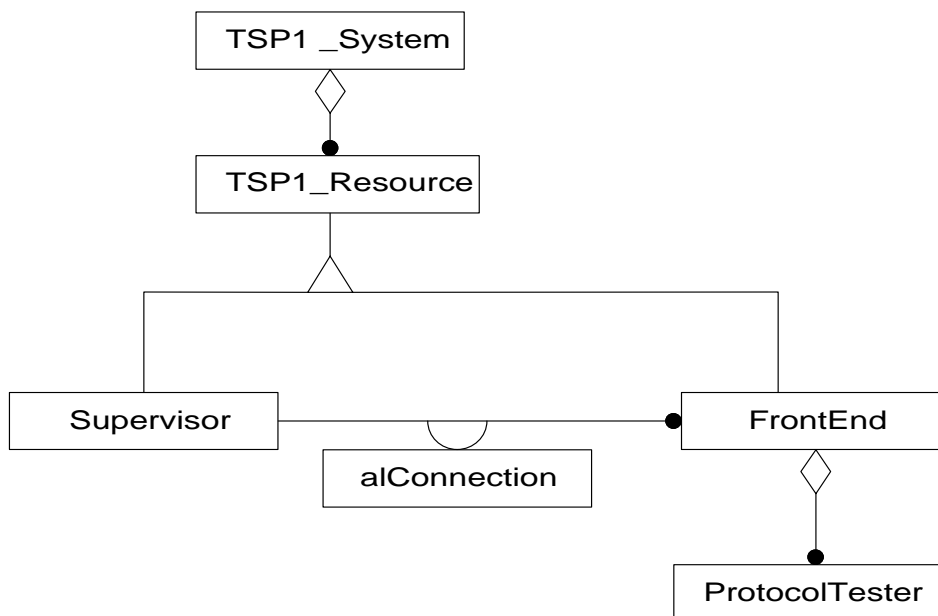 TSP1 _System
TSP1_Resource
Supervisor
FrontEnd
alConnection
ProtocolTester